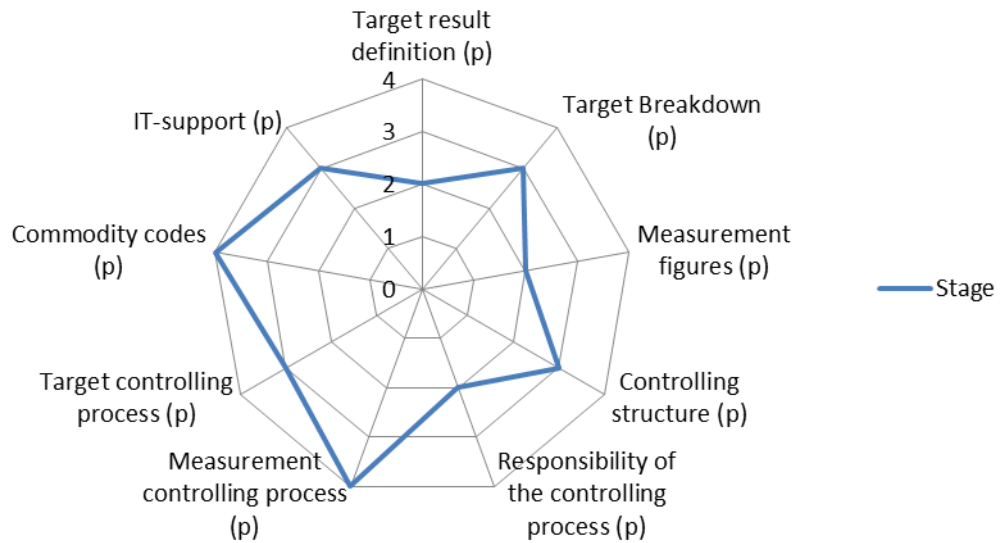 Target result
definition (p)
Target Breakdown
(p)
Measurement
figures (p)
Controlling
structure (p)
Responsibility of
the controlling
process (p)
Measurement
controlling process
(p)
Target controlling
process (p)
Commodity codes
(p)
IT-support (p)
4
3
2
1
0
Stage